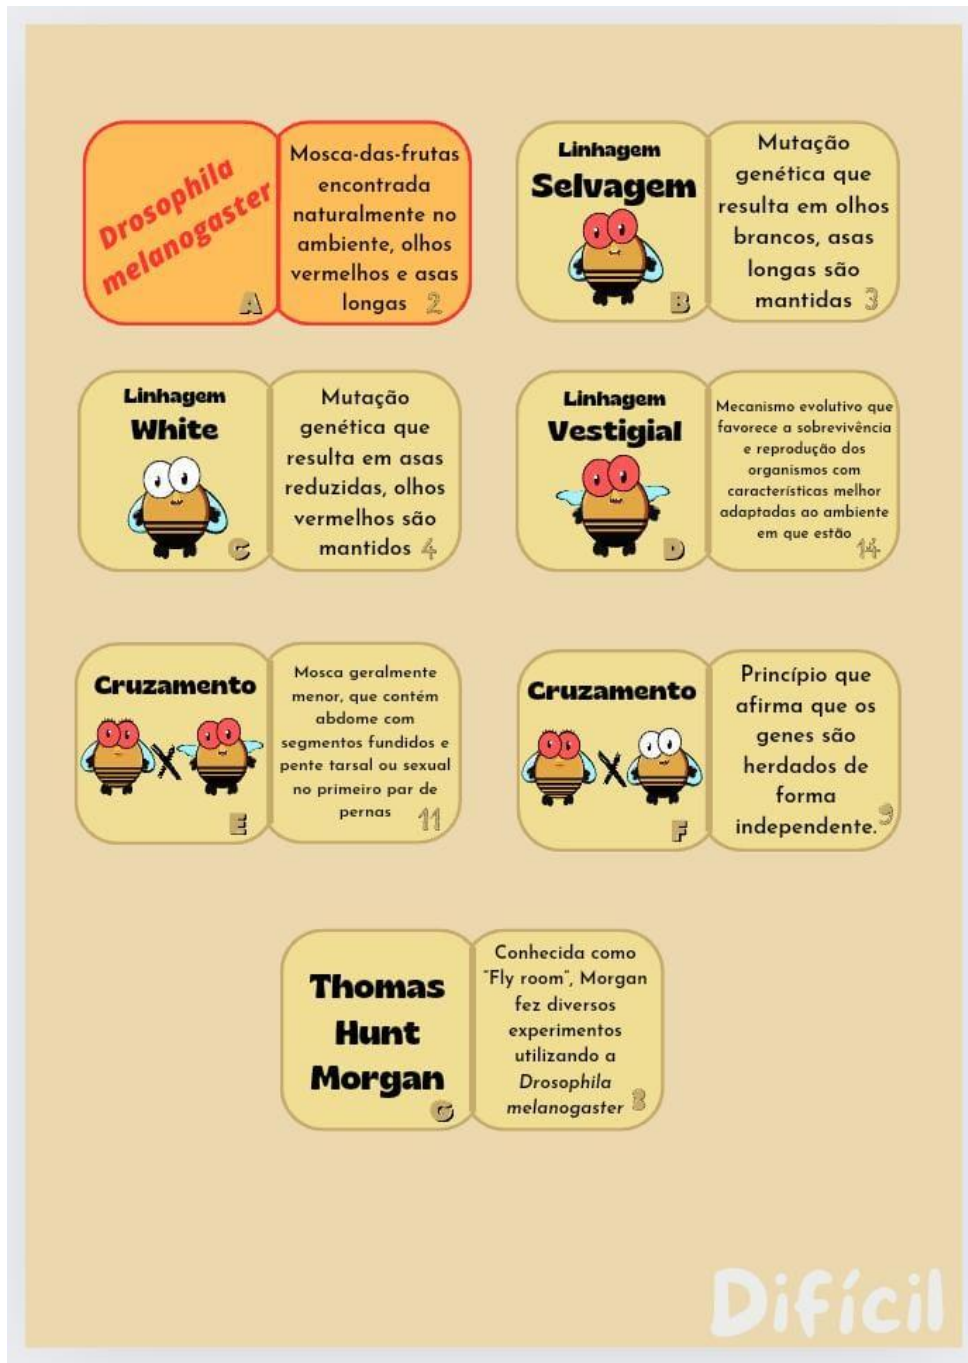 Drosophila
melanogaster
A
Mosca-das-frutas
encontrada
naturalmente no
ambiente, olhos
vermelhos e asas
longas 2
Linhagem
Selvagem
B
Mutação
genética que
resulta em olhos
brancos, asas
longas são
mantidas 3
Linhagem
White
C
Mutação
genética que
resulta em asas
reduzidas, olhos
vermelhos são
mantidos 4
Linhagem
Vestigial
D
Mecanismo evolutivo que
favorece a sobrevivência
e reprodução dos
organismos com
características melhor
adaptadas ao ambiente
em que estão
14
Cruzamento
X
E
Mosca geralmente
menor, que contém
abdome com
segmentos fundidos e
pente tarsal ou sexual
no primeiro par de
pernas 11
Cruzamento
X
F
Princípio que
afirma que os
genes são
herdados de
forma
independente. 9
Thomas
Hunt
Morgan
G
Conhecida como
"Fly room", Morgan
fez diversos
experimentos
utilizando a
Drosophila
melanogaster 8
Difícil